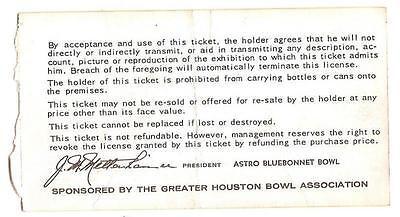 By acceptance and use of this ticket, the holder agrees that he will not
directly or indirectly transmit, or aid in transmitting any description, ac-
count, picture or reproduction of the exhibition to which this ticket admits
him. Breach of the foregoing will automatically terminate this license.
The holder of this ticket is prohibited from carrying bottles or cans onto
the premises.
This ticket may not be re-sold or offered for re-sale by the holder at any
price other than its face value.
This ticket cannot be replaced if lost or destroyed.
This ticket is not refundable. However, management reserves the right to
revoke the license granted by this ticket by refunding the purchase price.
PRESIDENT ASTRO BLUEBONNET BOWL
SPONSORED BY THE GREATER HOUSTON BOWL ASSOCIATION